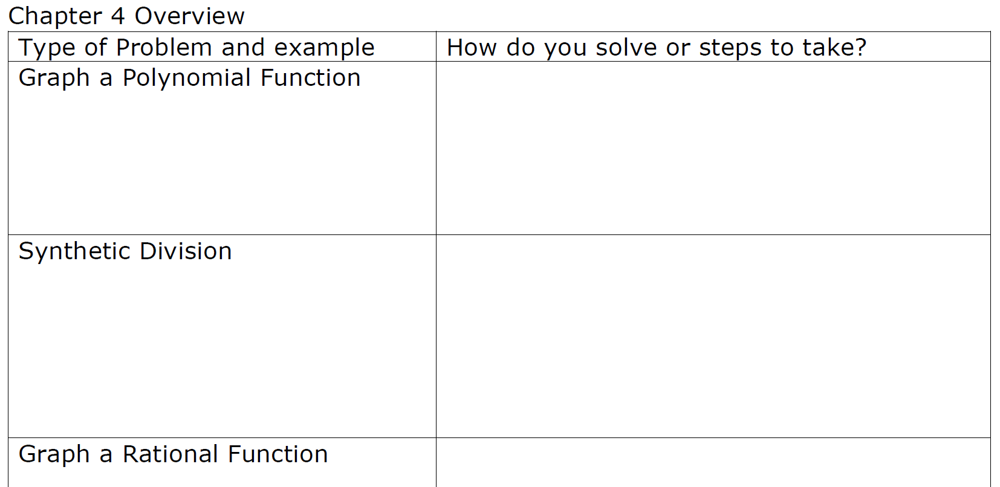 Chapter 4 Overview
Type of Problem and example
How do you solve or steps to take?
Graph a Polynomial Function
Synthetic Division
Graph a Rational Function